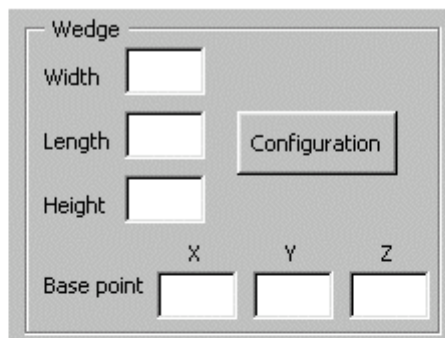 Wedge
Width
Length
Configuration
Height
X Y Z
Base point